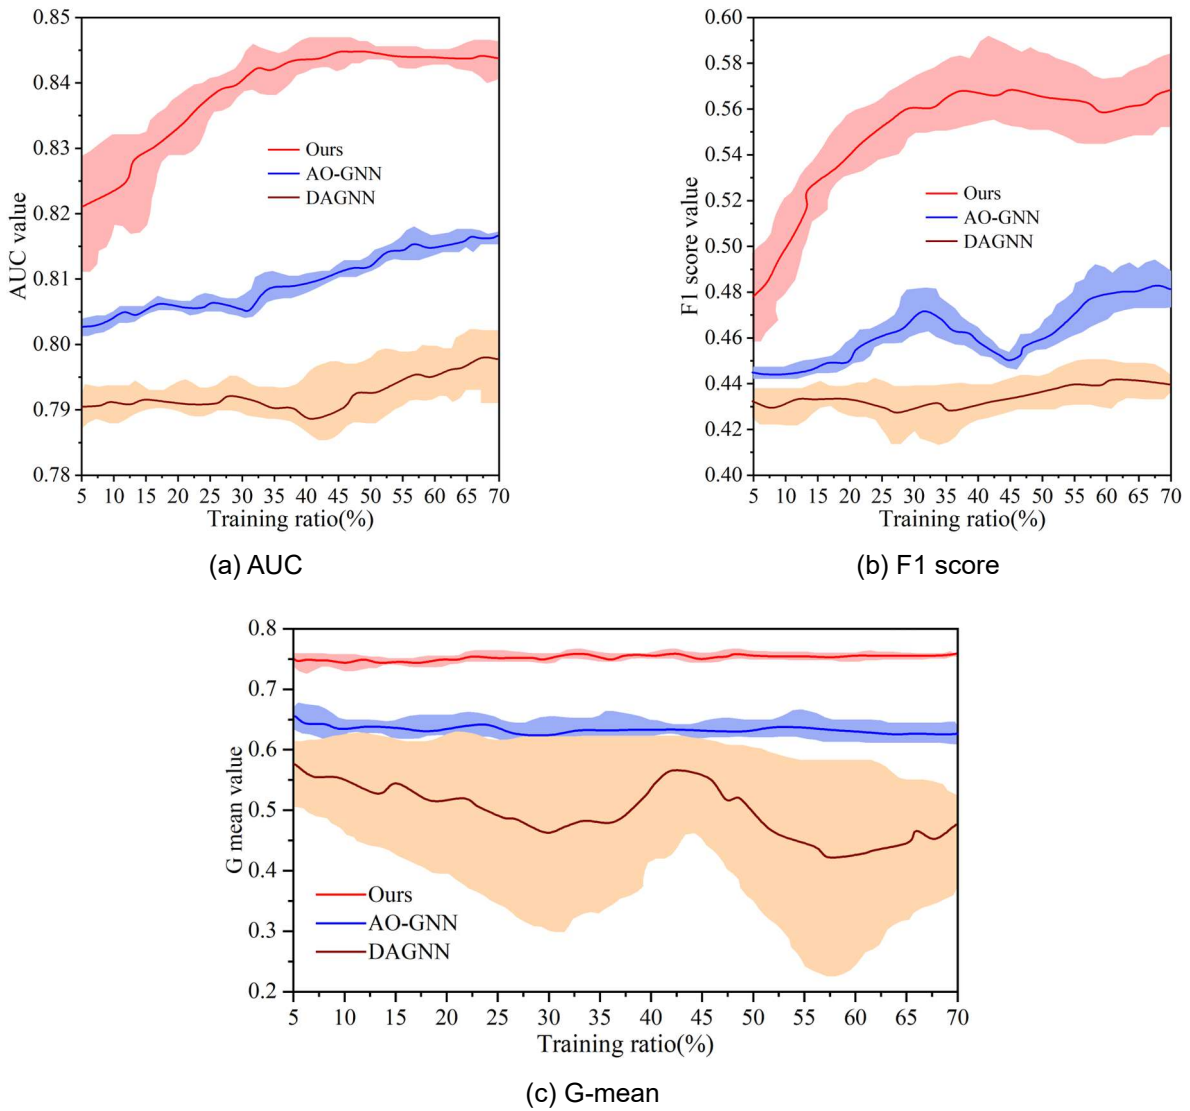 0.85
0.84
0.83
0.82
0.81
0.80
0.79
0.78
AUC value
Ours
AO-GNN
DAGNN
5 10 15 20 25 30 35 40 45 50 55 60 65 70
Training ratio(%)
(a) AUC
0.60
0.58
0.56
0.54
0.52
0.50
0.48
0.46
0.44
0.42
0.40
F1 score value
Ours
AO-GNN
DAGNN
5 10 15 20 25 30 35 40 45 50 55 60 65 70
Training ratio(%)
(b) F1 score
0.8
0.7
0.6
0.5
0.4
0.3
0.2
G mean value
Ours
AO-GNN
DAGNN
5 10 15 20 25 30 35 40 45 50 55 60 65 70
Training ratio(%)
(c) G-mean